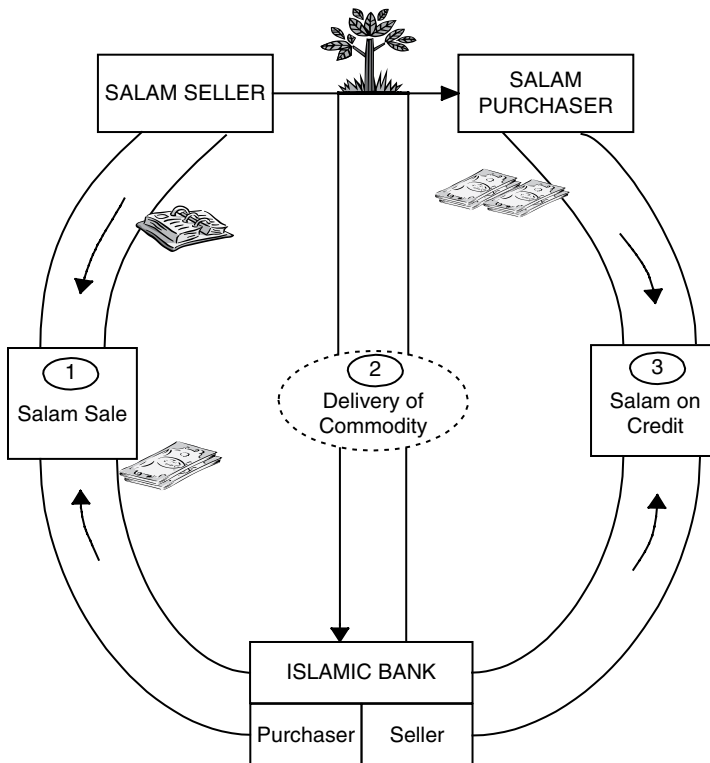 SALAM SELLER
SALAM
PURCHASER
1
Salam Sale
2
Delivery of
Commodity
3
Salam on
Credit
ISLAMIC BANK
Purchaser
Seller